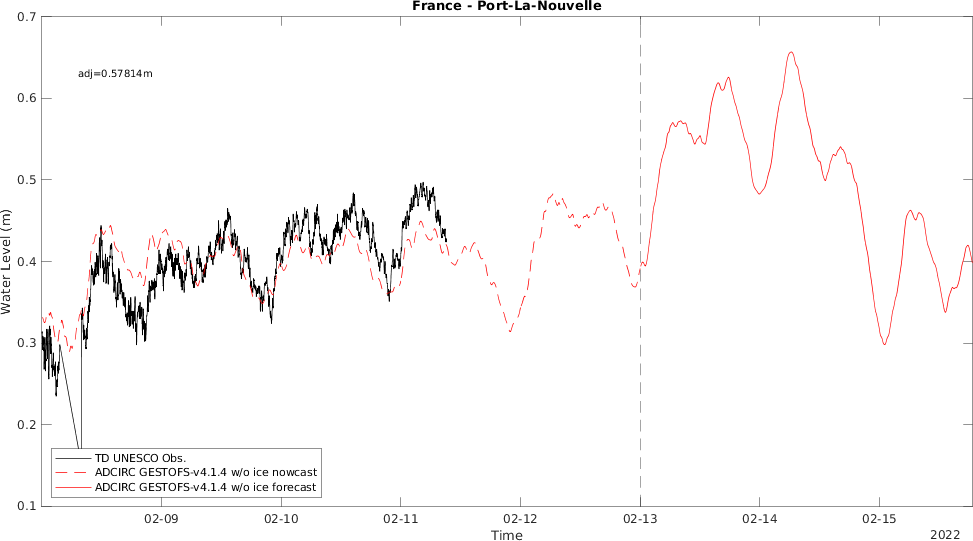 France - Port-La-Nouvelle
0.7
0.6
0.5
0.4
0.3
0.2
0.1
Water Level (m)
adj=0.57814m
TD UNESCO Obs.
ADCIRC GESTOFS-v4.1.4 w/o ice nowcast
ADCIRC GESTOFS-v4.1.4 w/o ice forecast
02-09 02-10 02-11 02-12 02-13 02-14 02-15
Time
2022